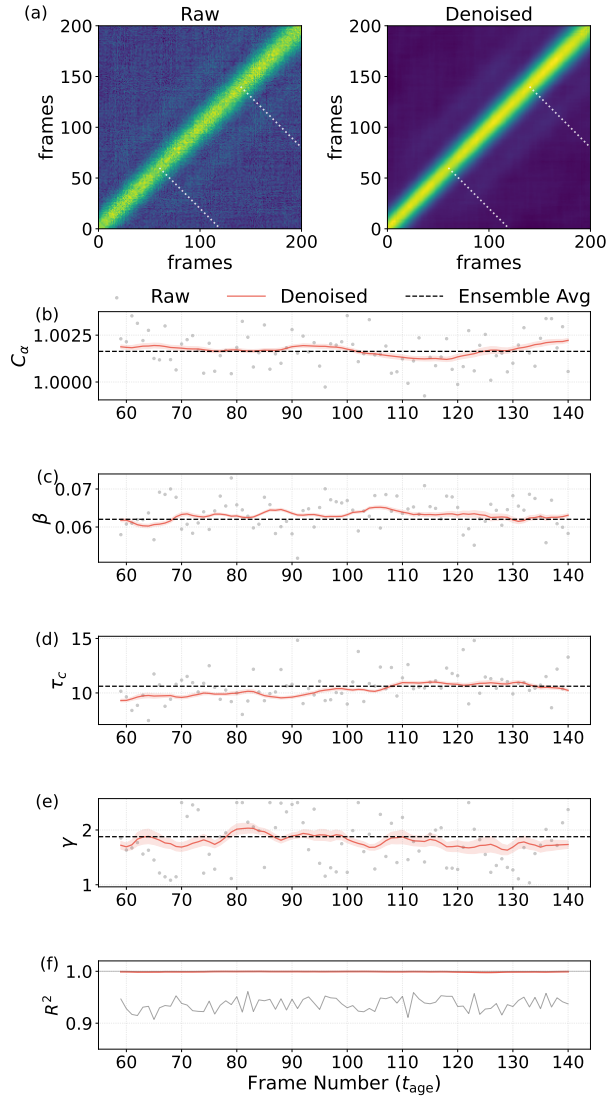 (a)
Raw
Denoised
200
150
100
50
0
frames
0
100
200
frames
200
150
100
50
0
frames
0
100
200
frames
Raw
Denoised
Ensemble Avg
(b)
1.0025
1.0000
Cα
60 70 80 90 100 110 120 130 140
(c)
0.07
0.06
β
60 70 80 90 100 110 120 130 140
(d)
15
10
τc
60 70 80 90 100 110 120 130 140
(e)
2
1
γ
60 70 80 90 100 110 120 130 140
(f)
1.0
0.9
R²
60 70 80 90 100 110 120 130 140
Frame Number (tage)